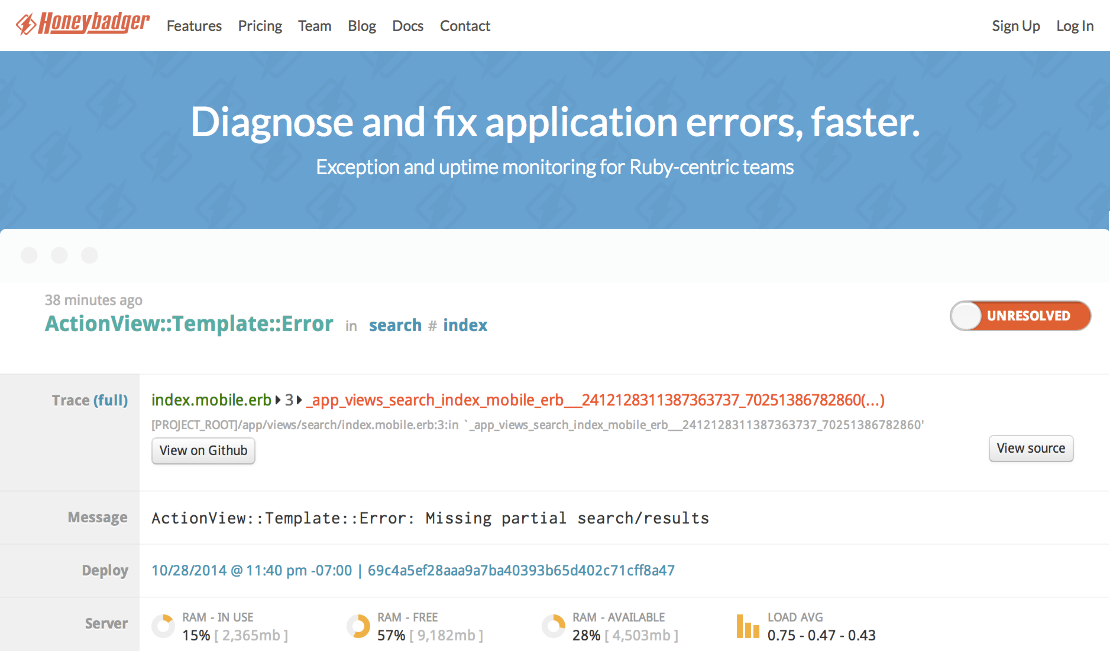 Honeybadger Features Pricing Team Blog Docs Contact Sign Up Log In
Diagnose and fix application errors, faster.
Exception and uptime monitoring for Ruby-centric teams
38 minutes ago
ActionView::Template::Error in search # index
UNRESOLVED
Trace (full) index.mobile.erb 3 _app_views_search_index_mobile_erb___2412128311387363737_70251386782860(...)
[PROJECT_ROOT]/app/views/search/index.mobile.erb:3:in `_app_views_search_index_mobile_erb___2412128311387363737_70251386782860'
View on Github View source
Message ActionView::Template::Error: Missing partial search/results
Deploy 10/28/2014 @ 11:40 pm -07:00 | 69c4a5ef28aaa9a7ba40393b65d402c71cff8a47
Server RAM - IN USE RAM - FREE RAM - AVAILABLE LOAD AVG
15% [ 2,365mb ] 57% [ 9,182mb ] 28% [ 4,503mb ] 0.75 - 0.47 - 0.43